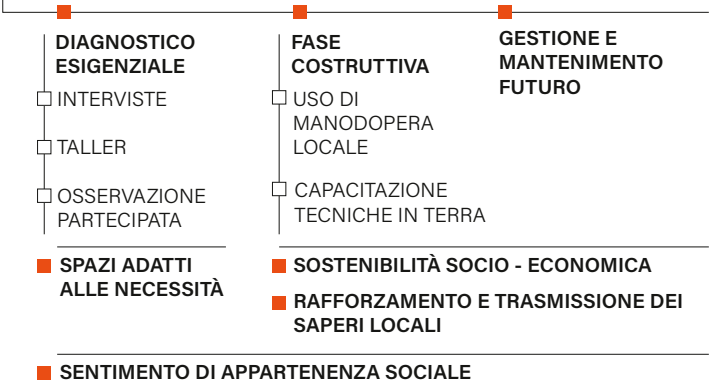 DIAGNOSTICO
ESIGENZIALE
INTERVISTE
TALLER
OSSERVAZIONE
PARTECIPATA
FASE
COSTRUTTIVA
USO DI
MANODOPERA
LOCALE
CAPACITAZIONE
TECNICHE IN TERRA
GESTIONE E
MANTENIMENTO
FUTURO
SPAZI ADATTI
ALLE NECESSITÀ
SOSTENIBILITÀ SOCIO - ECONOMICA
RAFFORZAMENTO E TRASMISSIONE DEI
SAPERI LOCALI
SENTIMENTO DI APPARTENENZA SOCIALE